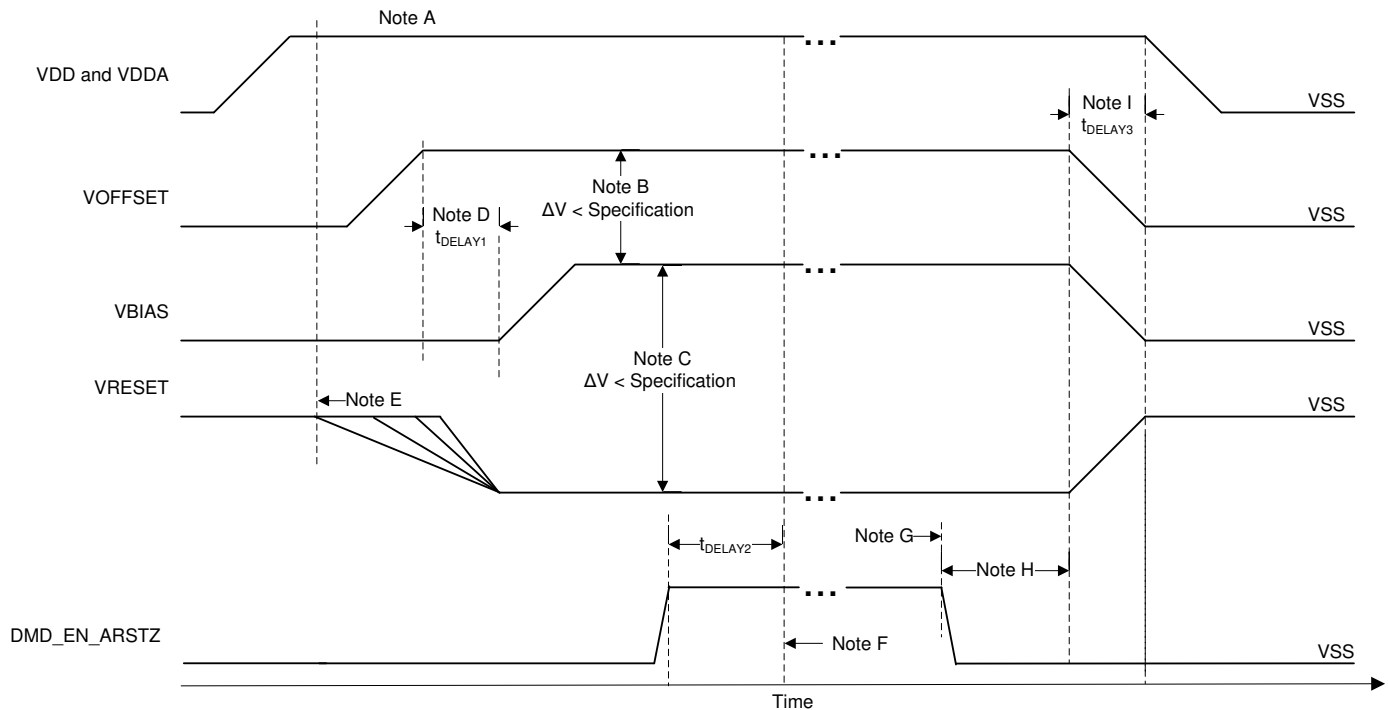 Note A
VDD and VDDA
VSS
Note I
tDELAY3
VOFFSET
Note B
ΔV < Specification
Note D
tDELAY1
VSS
VBIAS
VSS
Note C
ΔV < Specification
VRESET
Note E
VSS
tDELAY2
Note G
Note H
DMD_EN_ARSTZ
Note F
VSS
Time